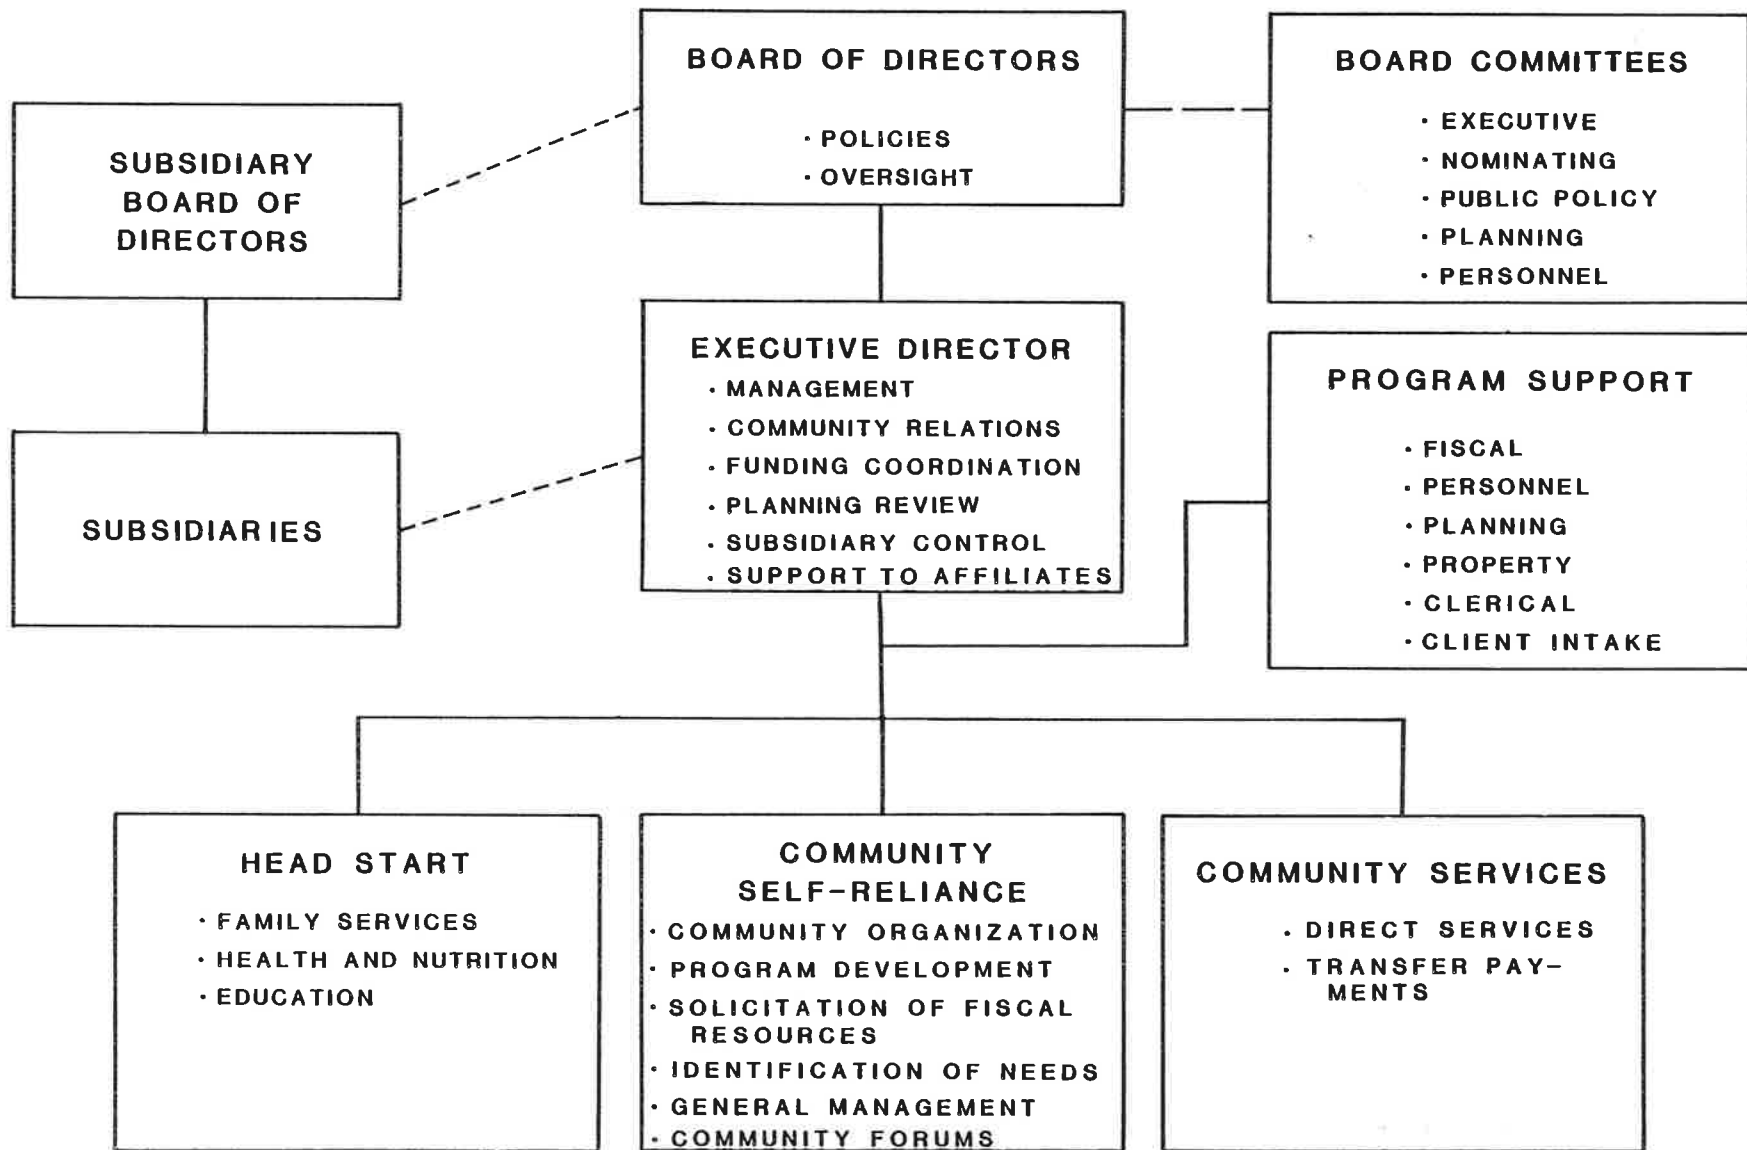 BOARD OF DIRECTORS
· POLICIES
· OVERSIGHT
BOARD COMMITTEES
· EXECUTIVE
· NOMINATING
· PUBLIC POLICY
· PLANNING
· PERSONNEL
SUBSIDIARY
BOARD OF
DIRECTORS
EXECUTIVE DIRECTOR
· MANAGEMENT
· COMMUNITY RELATIONS
· FUNDING COORDINATION
· PLANNING REVIEW
· SUBSIDIARY CONTROL
· SUPPORT TO AFFILIATES
PROGRAM SUPPORT
· FISCAL
· PERSONNEL
· PLANNING
· PROPERTY
· CLERICAL
· CLIENT INTAKE
SUBSIDIARIES
HEAD START
· FAMILY SERVICES
· HEALTH AND NUTRITION
· EDUCATION
COMMUNITY
SELF-RELIANCE
· COMMUNITY ORGANIZATION
· PROGRAM DEVELOPMENT
· SOLICITATION OF FISCAL
RESOURCES
· IDENTIFICATION OF NEEDS
· GENERAL MANAGEMENT
· COMMUNITY FORUMS
COMMUNITY SERVICES
· DIRECT SERVICES
· TRANSFER PAY-
MENTS